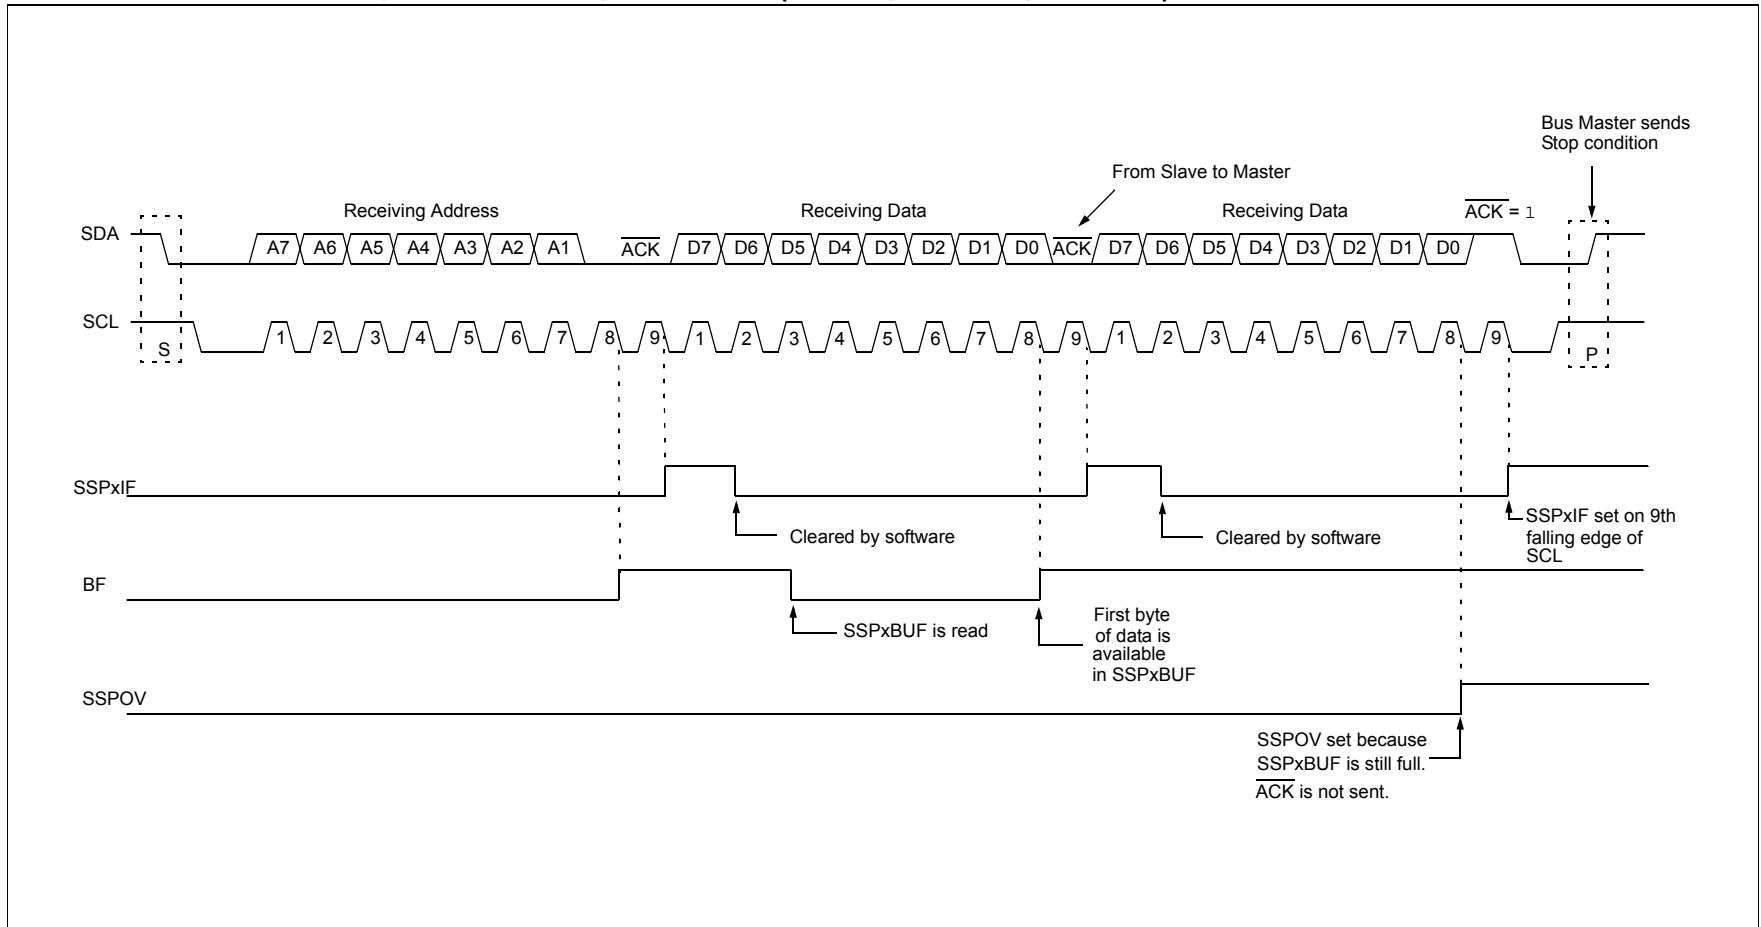 Bus Master sends
Stop condition
From Slave to Master
Receiving Address
Receiving Data
Receiving Data
ACK = 1
SDA
A7 A6 A5 A4 A3 A2 A1 ACK D7 D6 D5 D4 D3 D2 D1 D0 ACK D7 D6 D5 D4 D3 D2 D1 D0
SCL
S
1 2 3 4 5 6 7 8 9 1 2 3 4 5 6 7 8 9 1 2 3 4 5 6 7 8 9
P
SSPxIF
Cleared by software
Cleared by software
SSPxIF set on 9th
falling edge of
SCL
BF
SSPxBUF is read
First byte
of data is
available
in SSPxBUF
SSPOV
SSPOV set because
SSPxBUF is still full.
ACK is not sent.